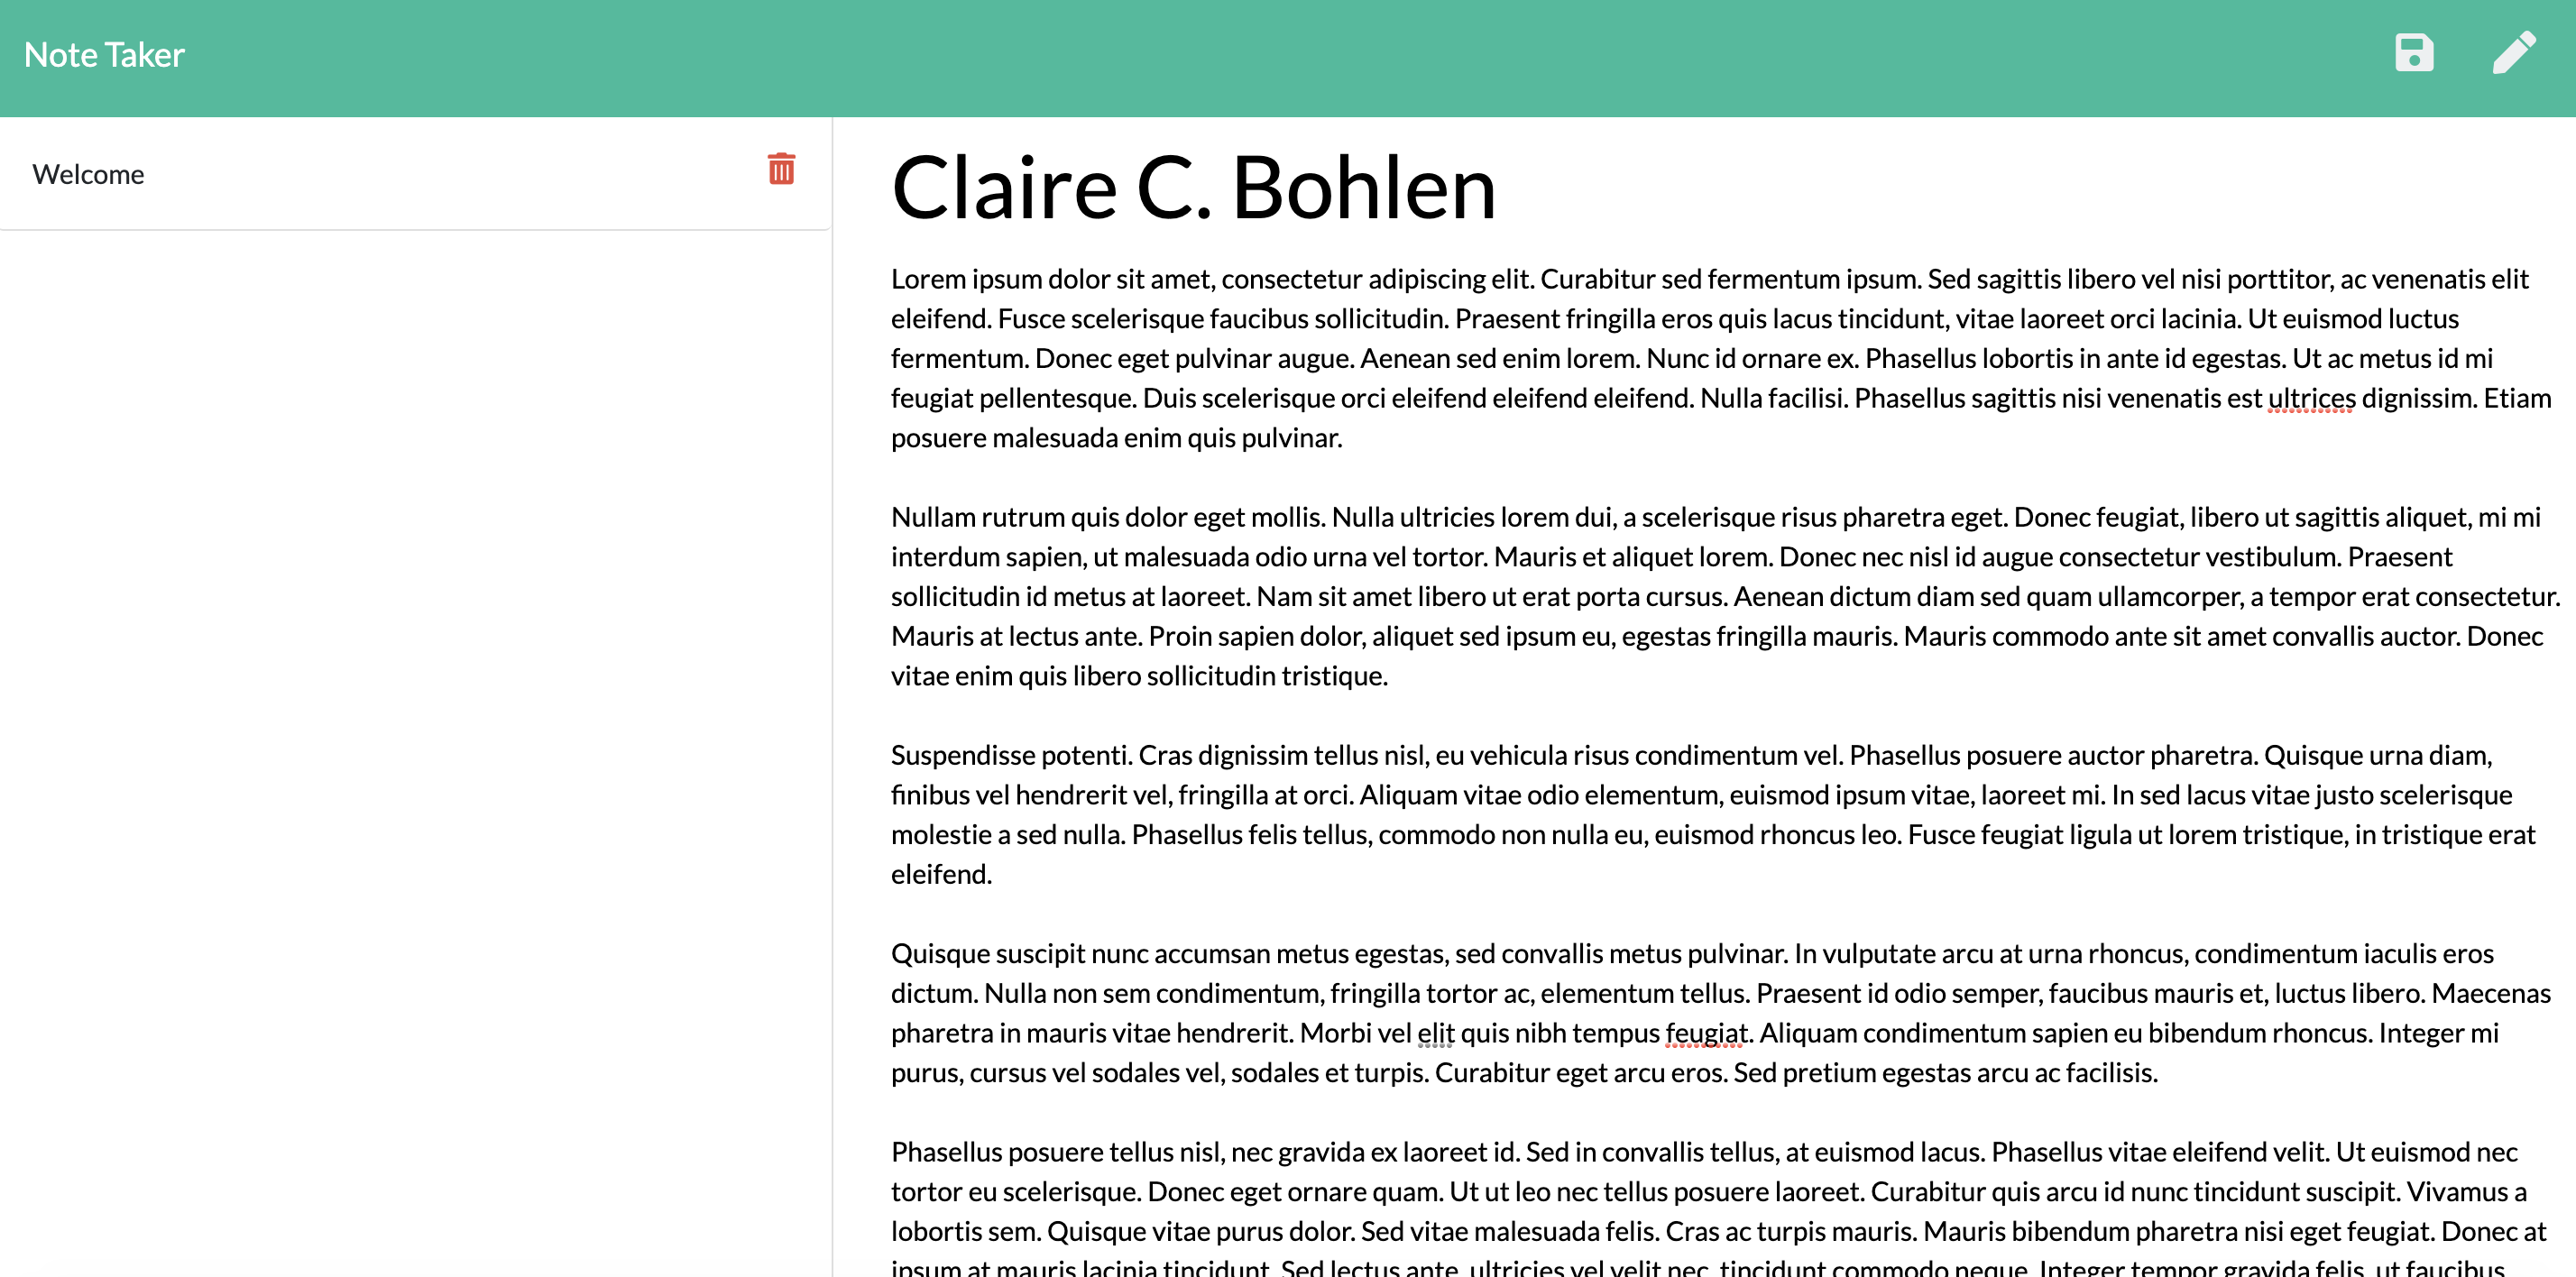 Note Taker
Welcome
Claire C. Bohlen
Lorem ipsum dolor sit amet, consectetur adipiscing elit. Curabitur sed fermentum ipsum. Sed sagittis libero vel nisi porttitor, ac venenatis elit
eleifend. Fusce scelerisque faucibus sollicitudin. Praesent fringilla eros quis lacus tincidunt, vitae laoreet orci lacinia. Ut euismod luctus
fermentum. Donec eget pulvinar augue. Aenean sed enim lorem. Nunc id ornare ex. Phasellus lobortis in ante id egestas. Ut ac metus id mi
feugiat pellentesque. Duis scelerisque orci eleifend eleifend eleifend. Nulla facilisi. Phasellus sagittis nisi venenatis est ultrices dignissim. Etiam
posuere malesuada enim quis pulvinar.
Nullam rutrum quis dolor eget mollis. Nulla ultricies lorem dui, a scelerisque risus pharetra eget. Donec feugiat, libero ut sagittis aliquet, mi mi
interdum sapien, ut malesuada odio urna vel tortor. Mauris et aliquet lorem. Donec nec nisl id augue consectetur vestibulum. Praesent
sollicitudin id metus at laoreet. Nam sit amet libero ut erat porta cursus. Aenean dictum diam sed quam ullamcorper, a tempor erat consectetur.
Mauris at lectus ante. Proin sapien dolor, aliquet sed ipsum eu, egestas fringilla mauris. Mauris commodo ante sit amet convallis auctor. Donec
vitae enim quis libero sollicitudin tristique.
Suspendisse potenti. Cras dignissim tellus nisl, eu vehicula risus condimentum vel. Phasellus posuere auctor pharetra. Quisque urna diam,
finibus vel hendrerit vel, fringilla at orci. Aliquam vitae odio elementum, euismod ipsum vitae, laoreet mi. In sed lacus vitae justo scelerisque
molestie a sed nulla. Phasellus felis tellus, commodo non nulla eu, euismod rhoncus leo. Fusce feugiat ligula ut lorem tristique, in tristique erat
eleifend.
Quisque suscipit nunc accumsan metus egestas, sed convallis metus pulvinar. In vulputate arcu at urna rhoncus, condimentum iaculis eros
dictum. Nulla non sem condimentum, fringilla tortor ac, elementum tellus. Praesent id odio semper, faucibus mauris et, luctus libero. Maecenas
pharetra in mauris vitae hendrerit. Morbi vel elit quis nibh tempus feugiat. Aliquam condimentum sapien eu bibendum rhoncus. Integer mi
purus, cursus vel sodales vel, sodales et turpis. Curabitur eget arcu eros. Sed pretium egestas arcu ac facilisis.
Phasellus posuere tellus nisl, nec gravida ex laoreet id. Sed in convallis tellus, at euismod lacus. Phasellus vitae eleifend velit. Ut euismod nec
tortor eu scelerisque. Donec eget ornare quam. Ut ut leo nec tellus posuere laoreet. Curabitur quis arcu id nunc tincidunt suscipit. Vivamus a
lobortis sem. Quisque vitae purus dolor. Sed vitae malesuada felis. Cras ac turpis mauris. Mauris bibendum pharetra nisi eget feugiat. Donec at
ipsum at mauris lacinia tincidunt. Sed lectus ante, ultricies vel velit nec, tincidunt commodo neque. Integer tempor gravida felis, ut faucibus